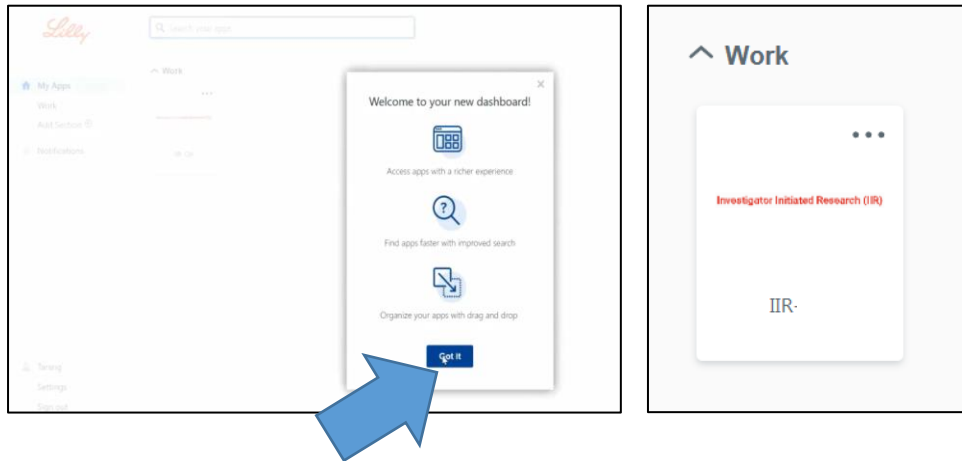 Lilly
Search your apps
Work
My Apps
Work
Add Section
Notifications
Welcome to your new dashboard!
Access apps with a richer experience
Find apps faster with improved search
Organize your apps with drag and drop
Got it
Settings
Sign out
Work
Investigator Initiated Research (IIR)
IIR-